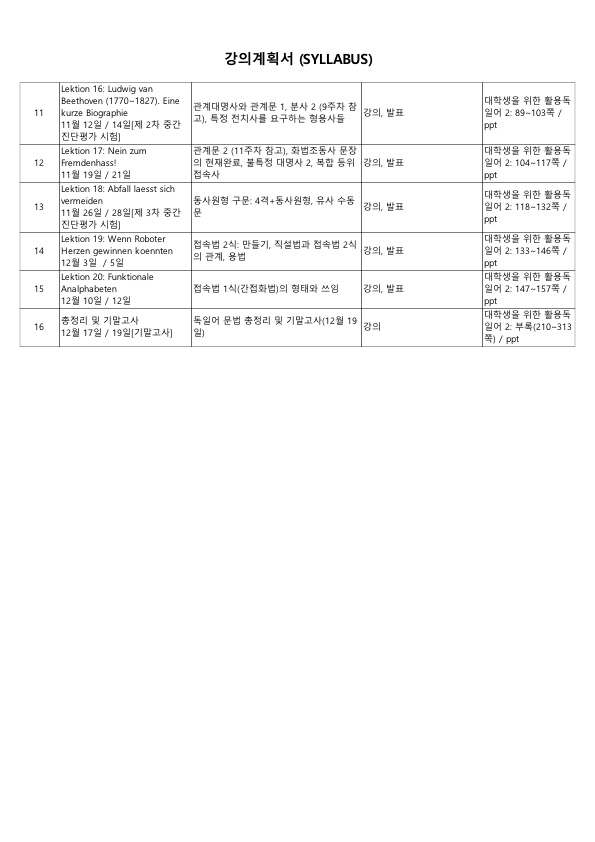 강의계획서 (SYLLABUS)
11
Lektion 16: Ludwig van
Beethoven (1770~1827). Eine
kurze Biographie
11월 12일 / 14일[제 2차 중간
진단평가 시험]
관계대명사와 관계문 1, 분사 2 (9주차 참
고), 특정 전치사를 요구하는 형용사들
강의, 발표
대학생을 위한 활용독
일어 2: 89~103쪽 /
ppt
12
Lektion 17: Nein zum
Fremdenhass!
11월 19일 / 21일
관계문 2 (11주차 참고), 화법조동사 문장
의 현재완료, 불특정 대명사 2, 복합 등위
접속사
강의, 발표
대학생을 위한 활용독
일어 2: 104~117쪽 /
ppt
13
Lektion 18: Abfall laesst sich
vermeiden
11월 26일 / 28일[제 3차 중간
진단평가 시험]
동사원형 구문: 4격+동사원형, 유사 수동
문
강의, 발표
대학생을 위한 활용독
일어 2: 118~132쪽 /
ppt
14
Lektion 19: Wenn Roboter
Herzen gewinnen koennten
12월 3일  / 5일
접속법 2식: 만들기, 직설법과 접속법 2식
의 관계, 용법
강의, 발표
대학생을 위한 활용독
일어 2: 133~146쪽 /
ppt
15
Lektion 20: Funktionale
Analphabeten
12월 10일 / 12일
접속법 1식(간접화법)의 형태와 쓰임
강의, 발표
대학생을 위한 활용독
일어 2: 147~157쪽 /
ppt
16
총정리 및 기말고사
12월 17일 / 19일[기말고사]
독일어 문법 총정리 및 기말고사(12월 19
일)
강의
대학생을 위한 활용독
일어 2: 부록(210~313
쪽) / ppt